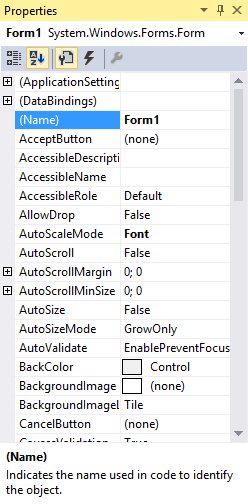 Properties
Form1 System.Windows.Forms.Form
(ApplicationSetting
(DataBindings)
(Name) Form1
AcceptButton (none)
AccessibleDescripti
AccessibleName
AccessibleRole Default
AllowDrop False
AutoScaleMode Font
AutoScroll False
AutoScrollMargin 0; 0
AutoScrollMinSize 0; 0
AutoSize False
AutoSizeMode GrowOnly
AutoValidate EnablePreventFocus
BackColor Control
BackgroundImage (none)
BackgroundImageL Tile
CancelButton (none)
CausesValidation True
(Name)
Indicates the name used in code to identify
the object.